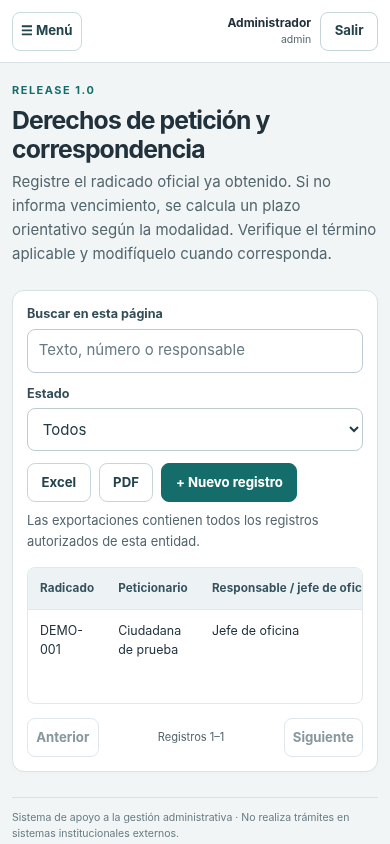 ☰ Menú
Administrador
admin
Salir
RELEASE 1.0
Derechos de petición y
correspondencia
Registre el radicado oficial ya obtenido. Si no
informa vencimiento, se calcula un plazo
orientativo según la modalidad. Verifique el término
aplicable y modifíquelo cuando corresponda.
Buscar en esta página
Texto, número o responsable
Estado
Todos
Excel PDF + Nuevo registro
Las exportaciones contienen todos los registros
autorizados de esta entidad.
Radicado Peticionario Responsable / jefe de ofic
DEMO- Ciudadana Jefe de oficina
001 de prueba
Anterior Registros 1–1 Siguiente
Sistema de apoyo a la gestión administrativa · No realiza trámites en
sistemas institucionales externos.